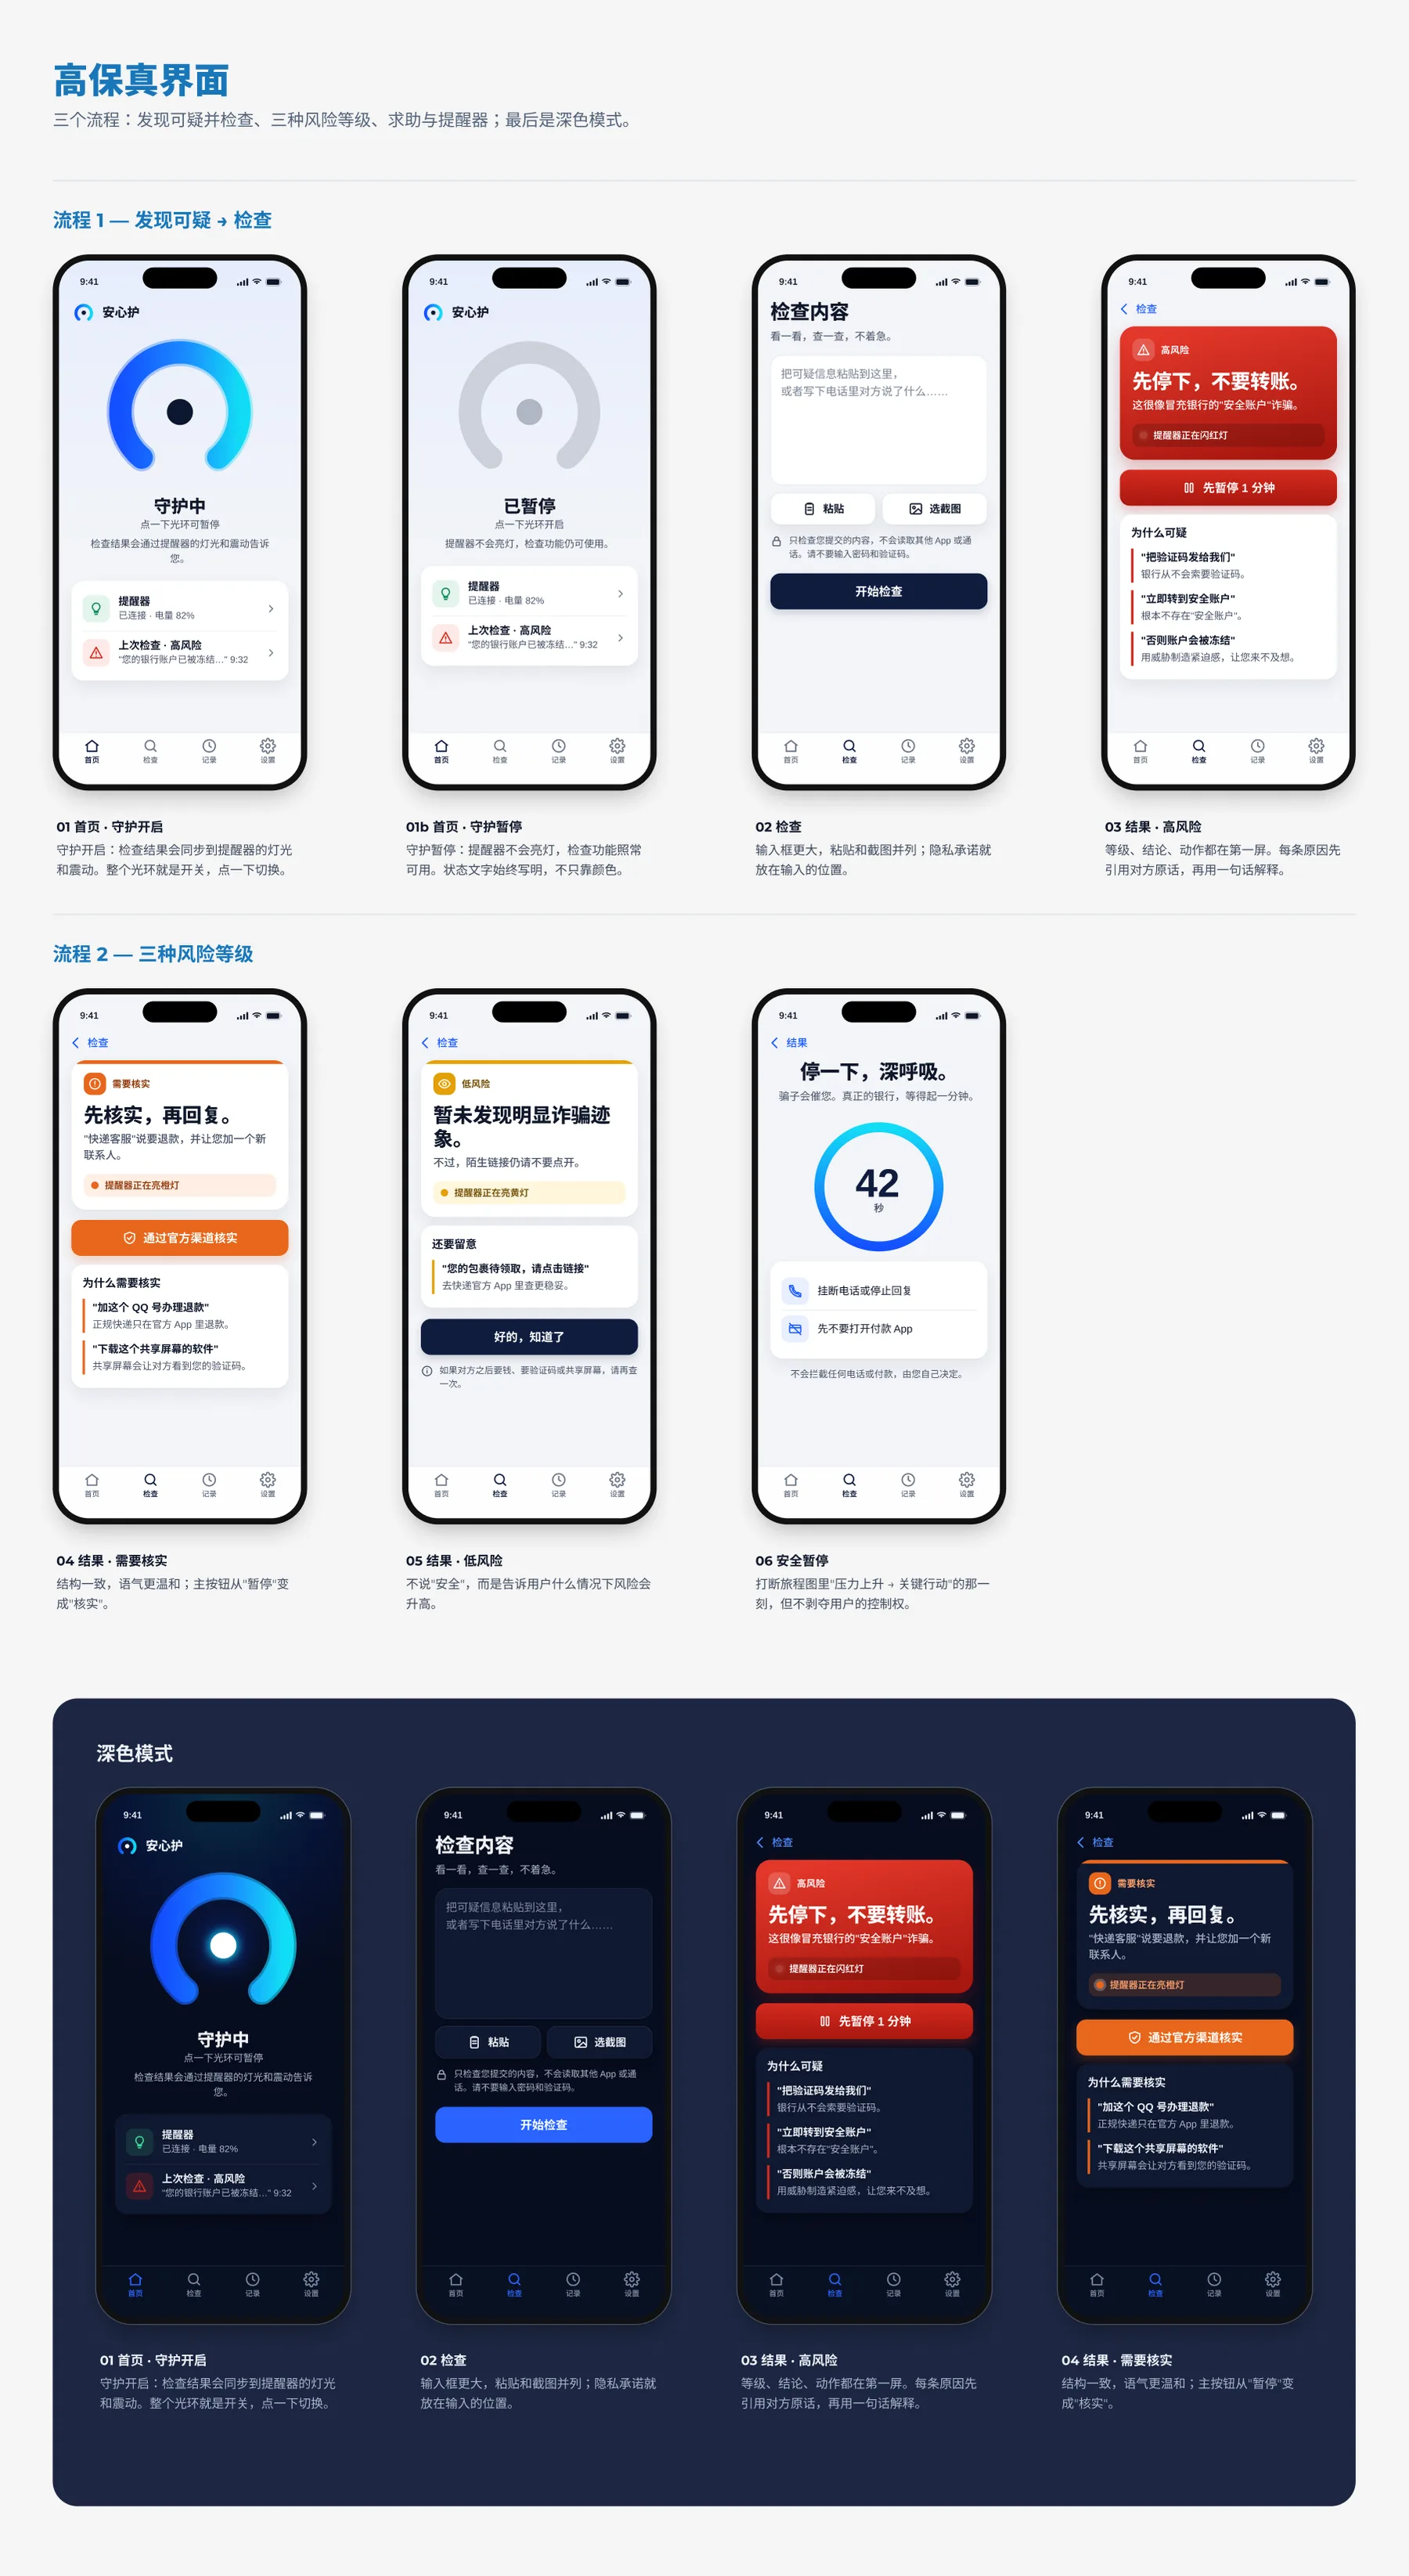 高保真界面
三个流程：发现可疑并检查、三种风险等级、求助与提醒器；最后是深色模式。
流程 1 — 发现可疑 → 检查
9:41
安心护
守护中
点一下光环可暂停
检查结果会通过提醒器的灯光和震动告诉
您。
提醒器
已连接 · 电量 82%
上次检查 · 高风险
"您的银行账户已被冻结..." 9:32
首页
检查
记录
设置
01 首页 · 守护开启
守护开启：检查结果会同步到提醒器的灯光
和震动。整个光环就是开关，点一下切换。
9:41
安心护
已暂停
点一下光环开启
提醒器不会亮灯，检查功能仍可使用。
提醒器
已连接 · 电量 82%
上次检查 · 高风险
"您的银行账户已被冻结..." 9:32
首页
检查
记录
设置
01b 首页 · 守护暂停
守护暂停：提醒器不会亮灯，检查功能照常
可用。状态文字始终写明，不只靠颜色。
9:41
检查内容
看一看，查一查，不着急。
把可疑信息粘贴到这里，
或者写下电话里对方说了什么……
粘贴
选截图
只检查您提交的内容，不会读取其他 App 或通
话。请不要输入密码和验证码。
开始检查
首页
检查
记录
设置
02 检查
输入框更大，粘贴和截图并列；隐私承诺就
放在输入的位置。
9:41
检查
高风险
先停下，不要转账。
这很像冒充银行的"安全账户"诈骗。
提醒器正在闪红灯
先暂停 1 分钟
为什么可疑
"把验证码发给我们"
银行从不会索要验证码。
"立即转到安全账户"
根本不存在"安全账户"。
"否则账户会被冻结"
用威胁制造紧迫感，让您来不及想。
首页
检查
记录
设置
03 结果 · 高风险
等级、结论、动作都在第一屏。每条原因先
引用对方原话，再用一句话解释。
流程 2 — 三种风险等级
9:41
检查
需要核实
先核实，再回复。
"快递客服"说要退款，并让您加一个新
联系人。
提醒器正在亮橙灯
通过官方渠道核实
为什么需要核实
"加这个 QQ 号办理退款"
正规快递只在官方 App 里退款。
"下载这个共享屏幕的软件"
共享屏幕会让对方看到您的验证码。
首页
检查
记录
设置
04 结果 · 需要核实
结构一致，语气更温和；主按钮从"暂停"变
成"核实"。
9:41
检查
低风险
暂未发现明显诈骗迹
象。
不过，陌生链接仍请不要点开。
提醒器正在亮黄灯
还要留意
"您的包裹待领取，请点击链接"
去快递官方 App 里查更稳妥。
好的，知道了
如果对方之后要钱、要验证码或共享屏幕，请再查
一次。
首页
检查
记录
设置
05 结果 · 低风险
不说"安全"，而是告诉用户什么情况下风险会
升高。
9:41
结果
停一下，深呼吸。
骗子会催您。真正的银行，等得起一分钟。
42
秒
挂断电话或停止回复
先不要打开付款 App
不会拦截任何电话或付款，由您自己决定。
首页
检查
记录
设置
06 安全暂停
打断旅程图里"压力上升 → 关键行动"的那一
刻，但不剥夺用户的控制权。
深色模式
9:41
安心护
守护中
点一下光环可暂停
检查结果会通过提醒器的灯光和震动告诉
您。
提醒器
已连接 · 电量 82%
上次检查 · 高风险
"您的银行账户已被冻结..." 9:32
首页
检查
记录
设置
01 首页 · 守护开启
守护开启：检查结果会同步到提醒器的灯光
和震动。整个光环就是开关，点一下切换。
9:41
检查内容
看一看，查一查，不着急。
把可疑信息粘贴到这里，
或者写下电话里对方说了什么……
粘贴
选截图
只检查您提交的内容，不会读取其他 App 或通
话。请不要输入密码和验证码。
开始检查
首页
检查
记录
设置
02 检查
输入框更大，粘贴和截图并列；隐私承诺就
放在输入的位置。
9:41
检查
高风险
先停下，不要转账。
这很像冒充银行的"安全账户"诈骗。
提醒器正在闪红灯
先暂停 1 分钟
为什么可疑
"把验证码发给我们"
银行从不会索要验证码。
"立即转到安全账户"
根本不存在"安全账户"。
"否则账户会被冻结"
用威胁制造紧迫感，让您来不及想。
首页
检查
记录
设置
03 结果 · 高风险
等级、结论、动作都在第一屏。每条原因先
引用对方原话，再用一句话解释。
9:41
检查
需要核实
先核实，再回复。
"快递客服"说要退款，并让您加一个新
联系人。
提醒器正在亮橙灯
通过官方渠道核实
为什么需要核实
"加这个 QQ 号办理退款"
正规快递只在官方 App 里退款。
"下载这个共享屏幕的软件"
共享屏幕会让对方看到您的验证码。
首页
检查
记录
设置
04 结果 · 需要核实
结构一致，语气更温和；主按钮从"暂停"变
成"核实"。